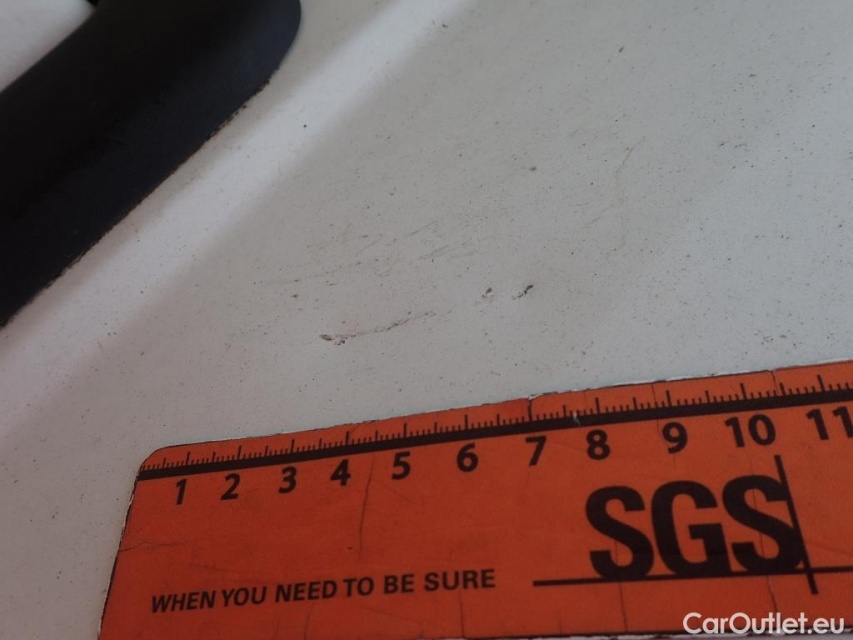 1 2 3 4 5 6 7 8 9 10 11
SGS
WHEN YOU NEED TO BE SURE
CarOutlet.eu